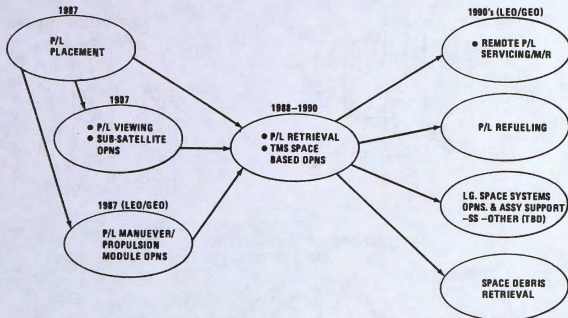 1987
P/L
PLACEMENT
1987
● P/L VIEWING
● SUB-SATELLITE
OPNS
1987 (LEO/GEO)
P/L MANUEVER/
PROPULSION
MODULE OPNS
1988–1990
● P/L RETRIEVAL
● TMS SPACE
BASED OPNS
1990's (LEO/GEO)
● REMOTE P/L
SERVICING/M/R
P/L REFUELING
LG. SPACE SYSTEMS
OPNS. & ASSY SUPPORT
–SS –OTHER (TBD)
SPACE DEBRIS
RETRIEVAL